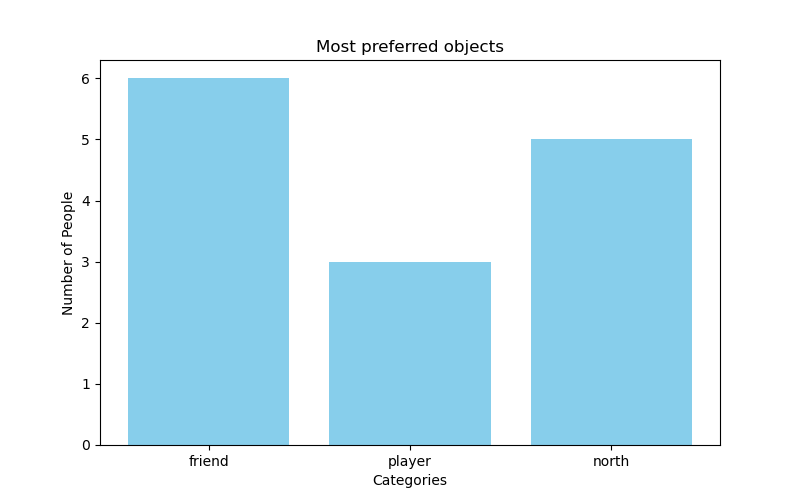 Most preferred objects
Number of People
6
5
4
3
2
1
0
friend player north
Categories